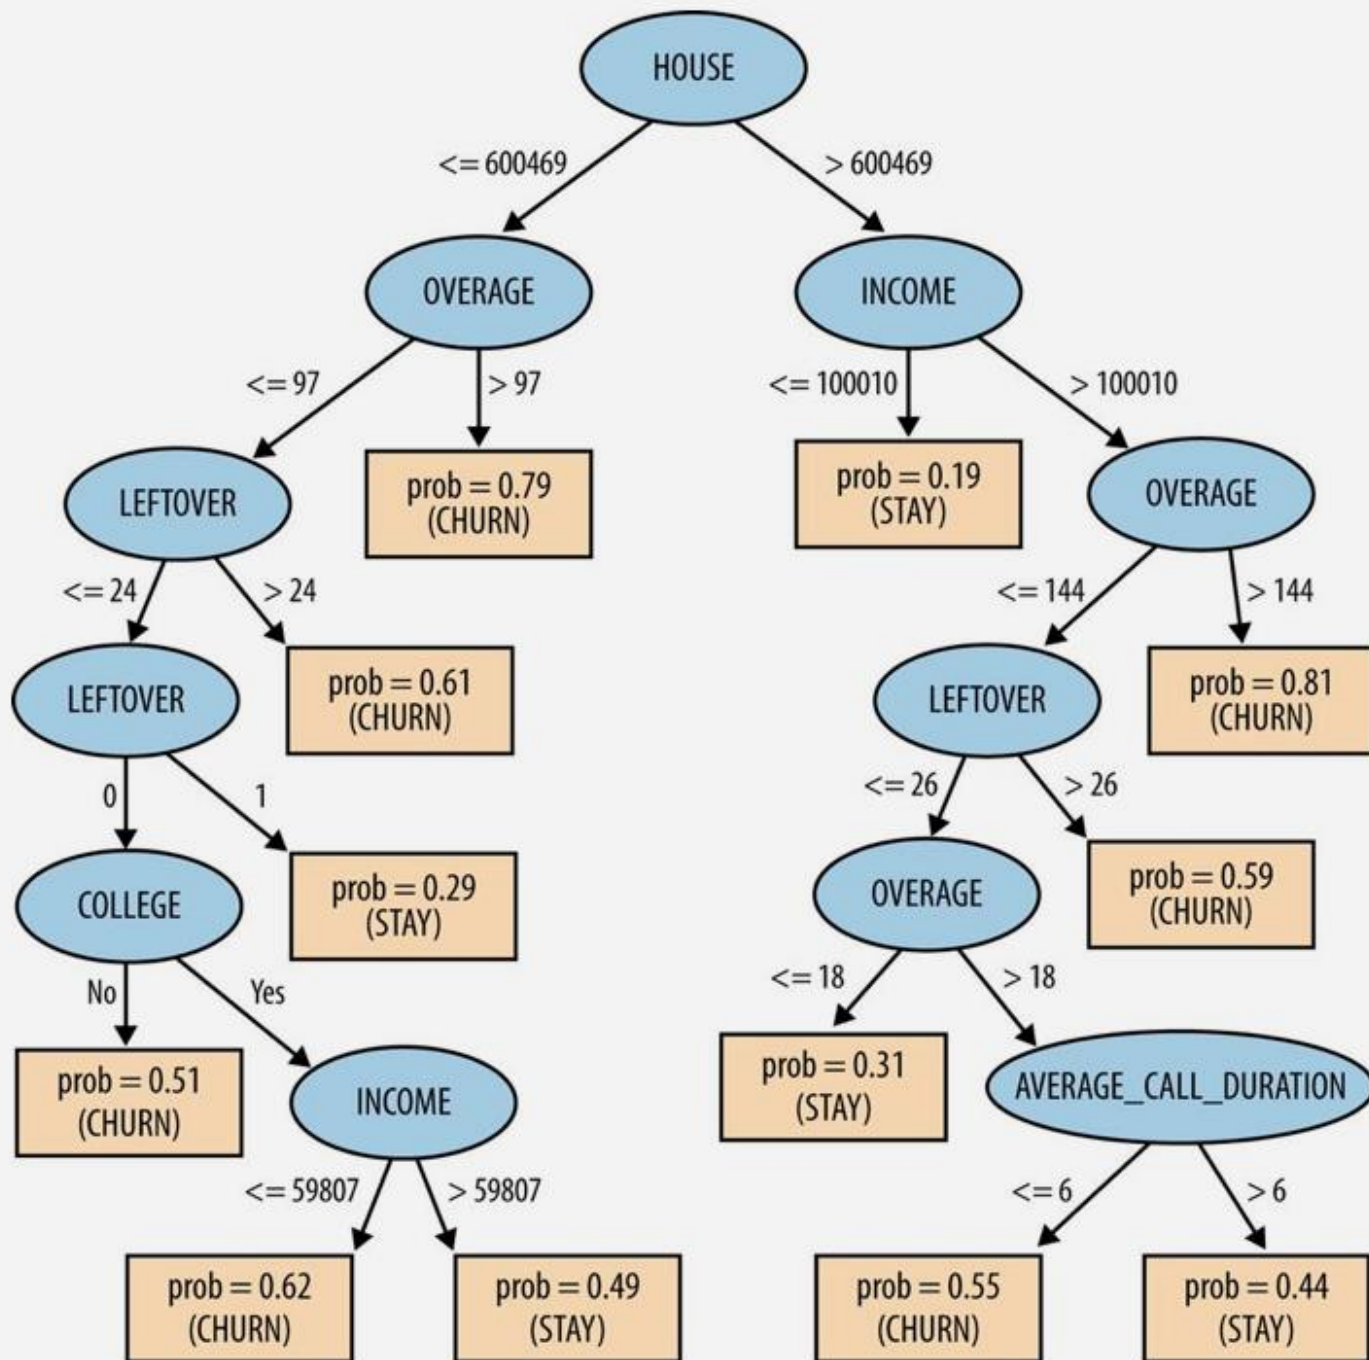 HOUSE
<= 600469
> 600469
OVERAGE
INCOME
<= 97
> 97
<= 100010
> 100010
LEFTOVER
prob = 0.79
(CHURN)
prob = 0.19
(STAY)
OVERAGE
<= 24
> 24
<= 144
> 144
LEFTOVER
prob = 0.61
(CHURN)
LEFTOVER
prob = 0.81
(CHURN)
0
1
<= 26
> 26
COLLEGE
prob = 0.29
(STAY)
OVERAGE
prob = 0.59
(CHURN)
No
Yes
<= 18
> 18
prob = 0.51
(CHURN)
INCOME
prob = 0.31
(STAY)
AVERAGE_CALL_DURATION
<= 59807
> 59807
<= 6
> 6
prob = 0.62
(CHURN)
prob = 0.49
(STAY)
prob = 0.55
(CHURN)
prob = 0.44
(STAY)